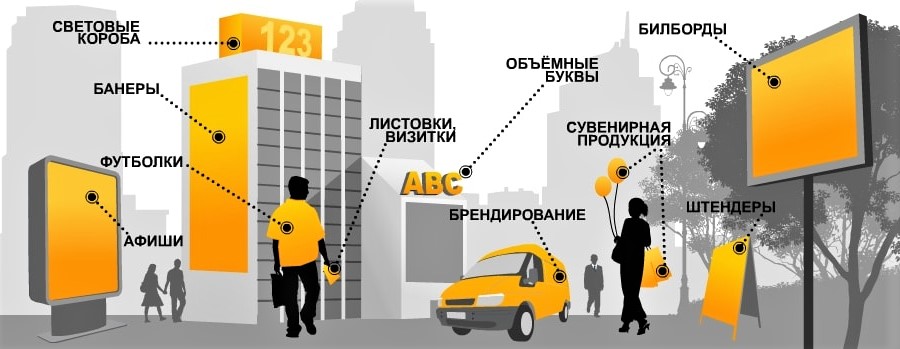 СВЕТОВЫЕ
КОРОБА
123
БИЛБОРДЫ
ОБЪЁМНЫЕ
БУКВЫ
БАНЕРЫ
ЛИСТОВКИ,
ВИЗИТКИ
СУВЕНИРНАЯ
ПРОДУКЦИЯ
ФУТБОЛКИ
ABC
БРЕНДИРОВАНИЕ
ШТЕНДЕРЫ
АФИШИ